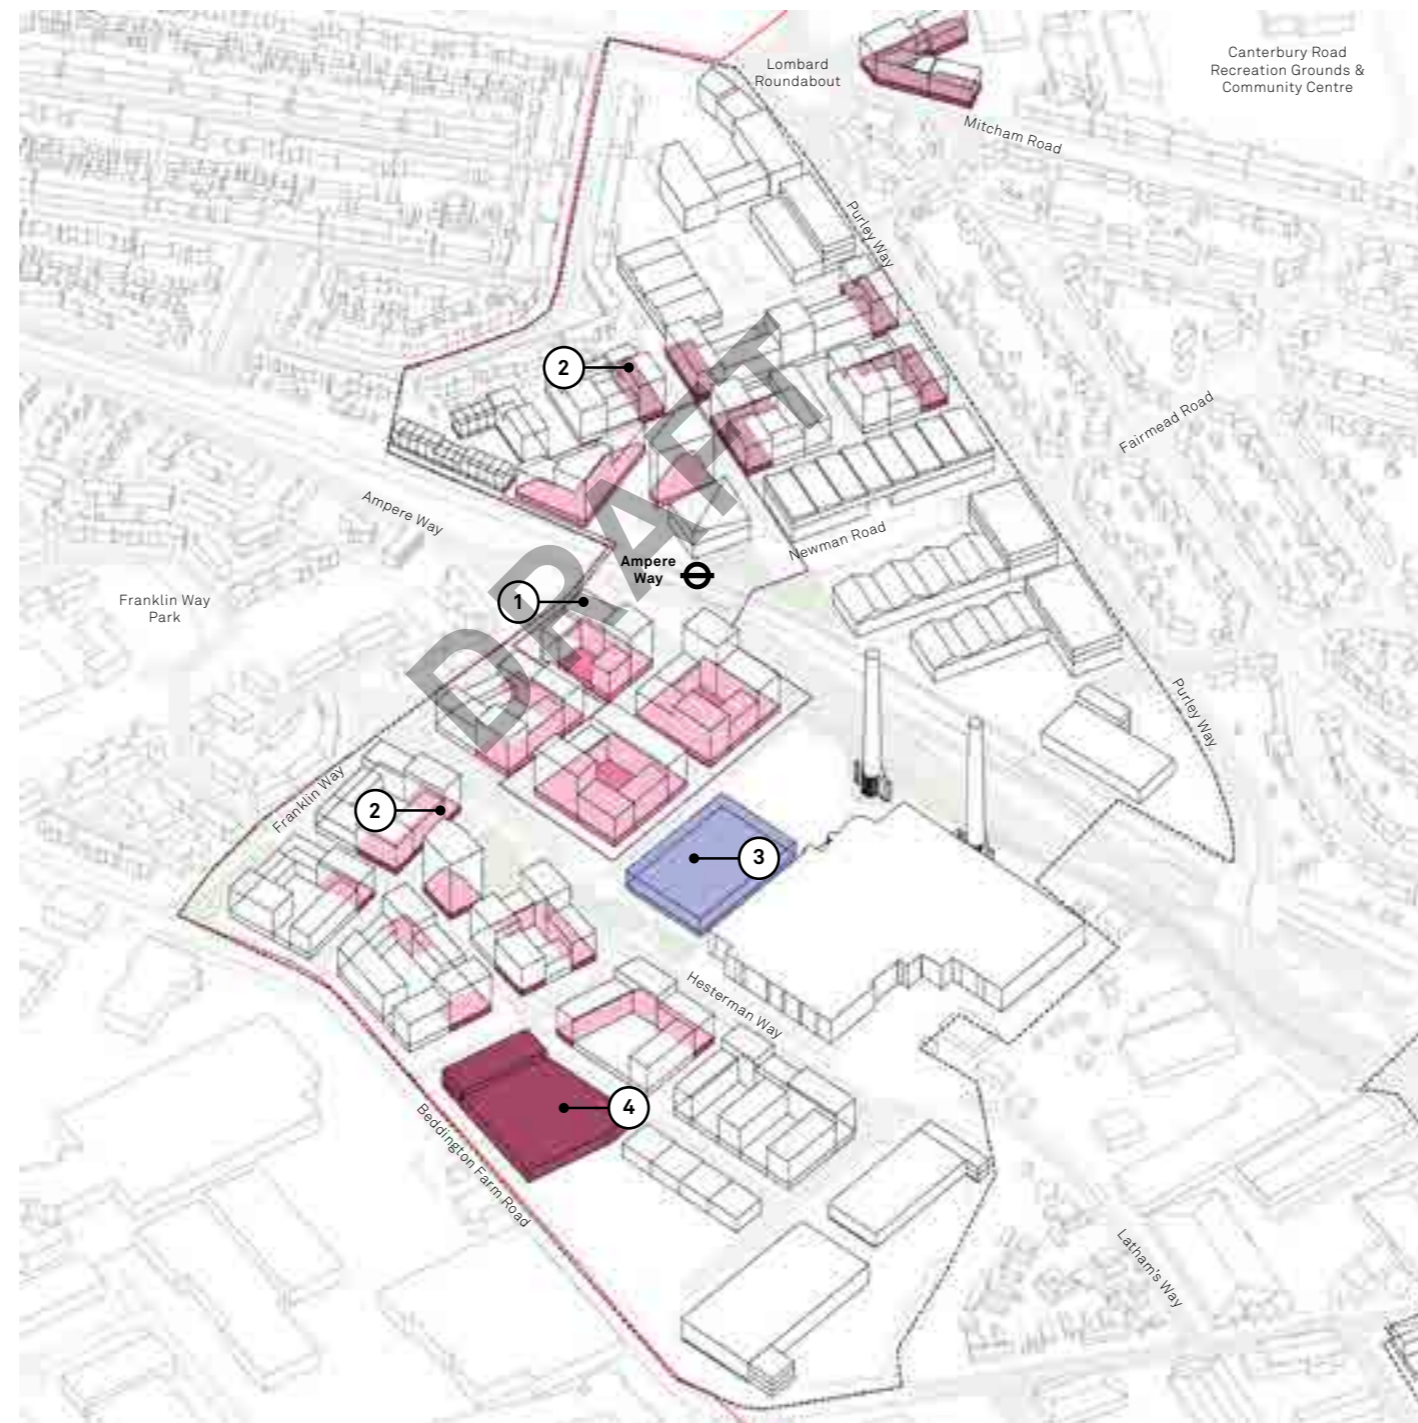 Lombard
Roundabout
Canterbury Road
Recreation Grounds &
Community Centre
Mitcham Road
Purley Way
2
Fairmead Road
Ampere Way
Newman Road
Ampere
Way
DRAFT
1
Franklin Way
Park
Purley Way
Franklin Way
2
3
Hesterman Way
4
Beddington Farm Road
Latham's Way